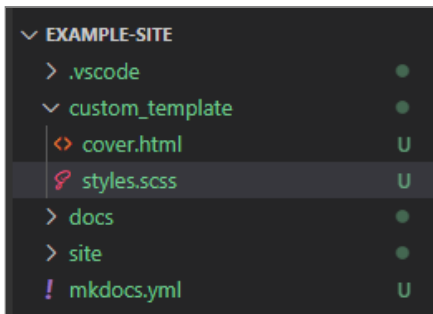 EXAMPLE-SITE
.vscode
custom_template
cover.html U
styles.scss U
docs
site
! mkdocs.yml U